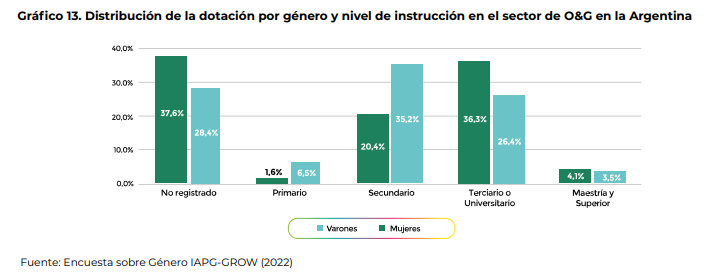 Gráfico 13. Distribución de la dotación por género y nivel de instrucción en el sector de O&G en la Argentina
40,0%
30,0%
20,0%
10,0%
0,0%
37,6%
28,4%
1,6%
6,5%
20,4%
35,2%
36,3%
26,4%
4,1%
3,5%
No registrado
Primario
Secundario
Terciario o
Universitario
Maestría y
Superior
Varones
Mujeres
Fuente: Encuesta sobre Género IAPG-GROW (2022)